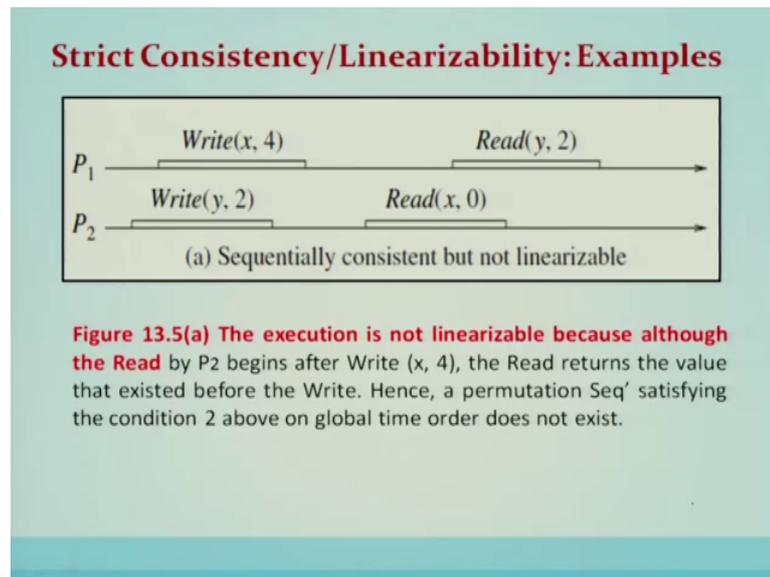 Strict Consistency/Linearizability: Examples
Write(x, 4) Read(y, 2)
P1
Write(y, 2) Read(x, 0)
P2
(a) Sequentially consistent but not linearizable
Figure 13.5(a) The execution is not linearizable because although
the Read by P2 begins after Write (x, 4), the Read returns the value
that existed before the Write. Hence, a permutation Seq’ satisfying
the condition 2 above on global time order does not exist.